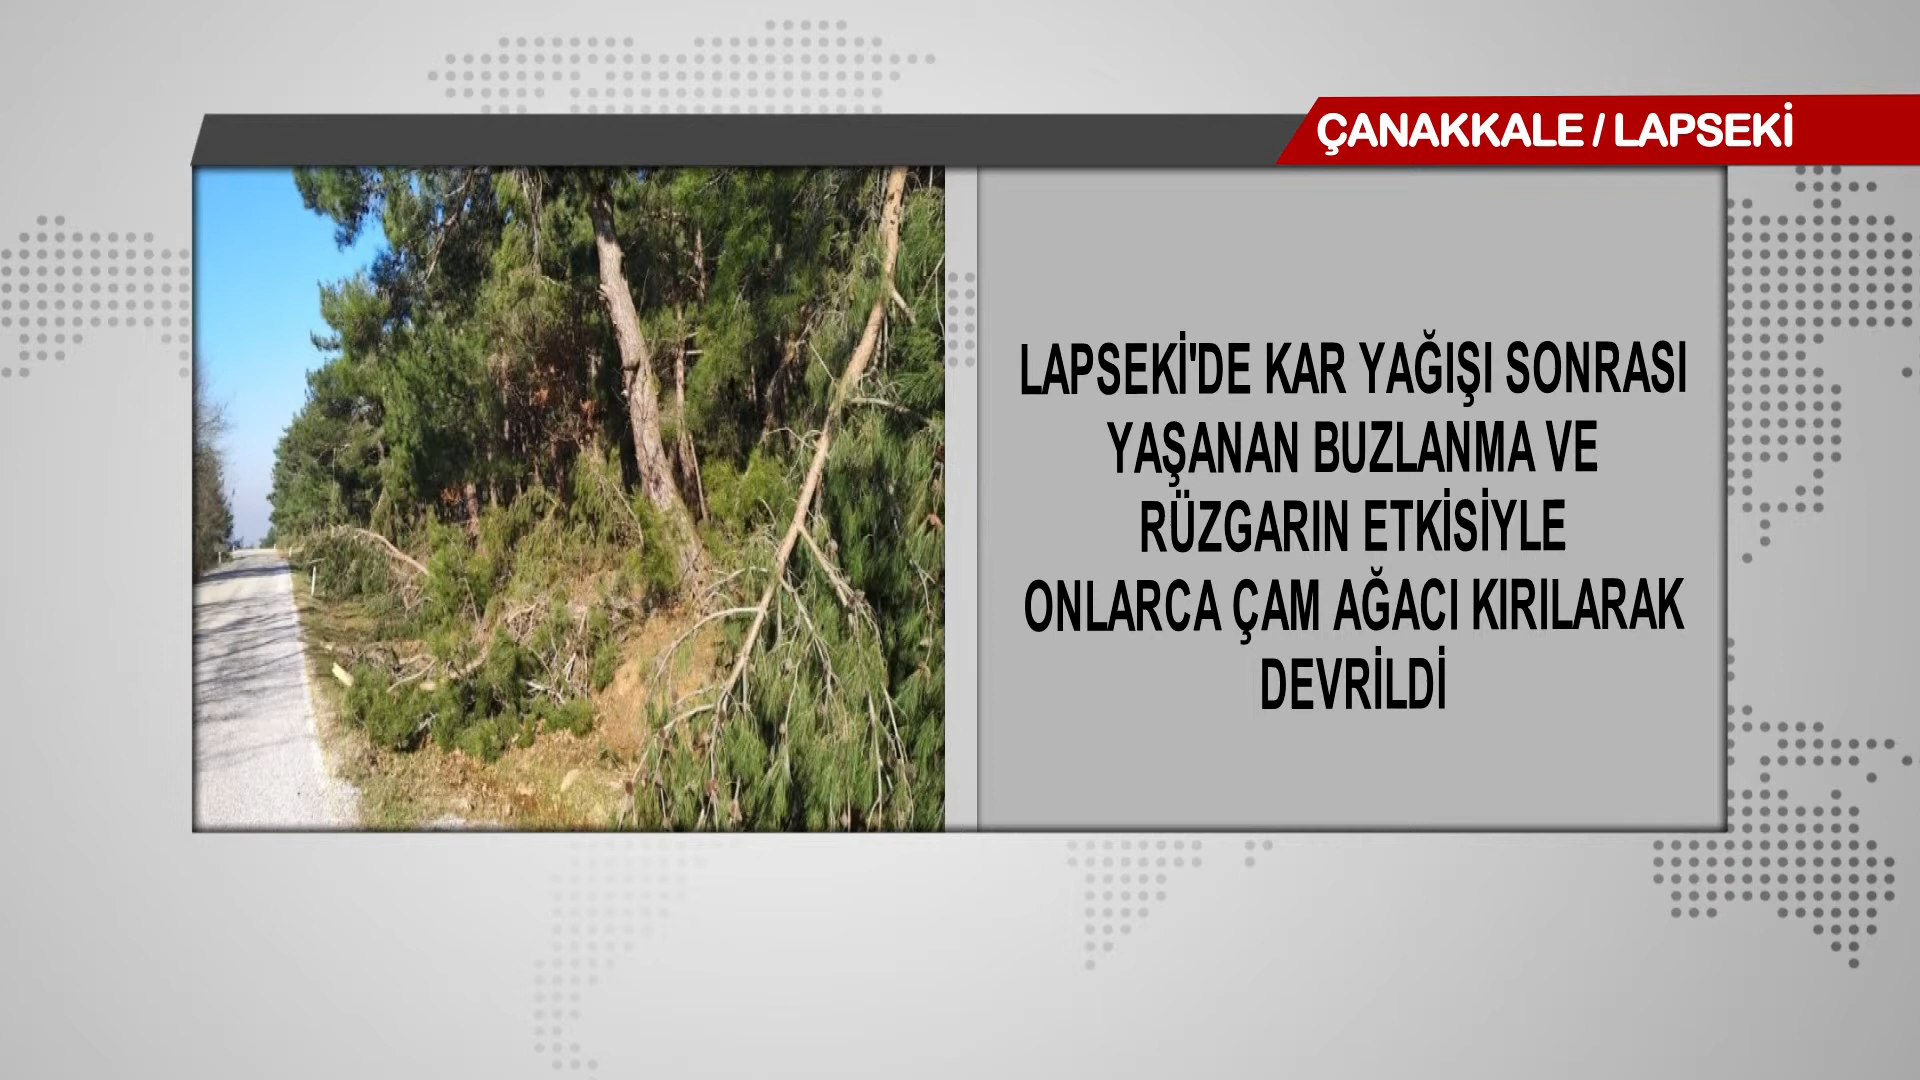 ÇANAKKALE / LAPSEKİ
LAPSEKİ'DE KAR YAĞIŞI SONRASI
YAŞANAN BUZLANMA VE
RÜZGARIN ETKİSİYLE
ONLARCA ÇAM AĞACI KIRILARAK
DEVRİLDİ